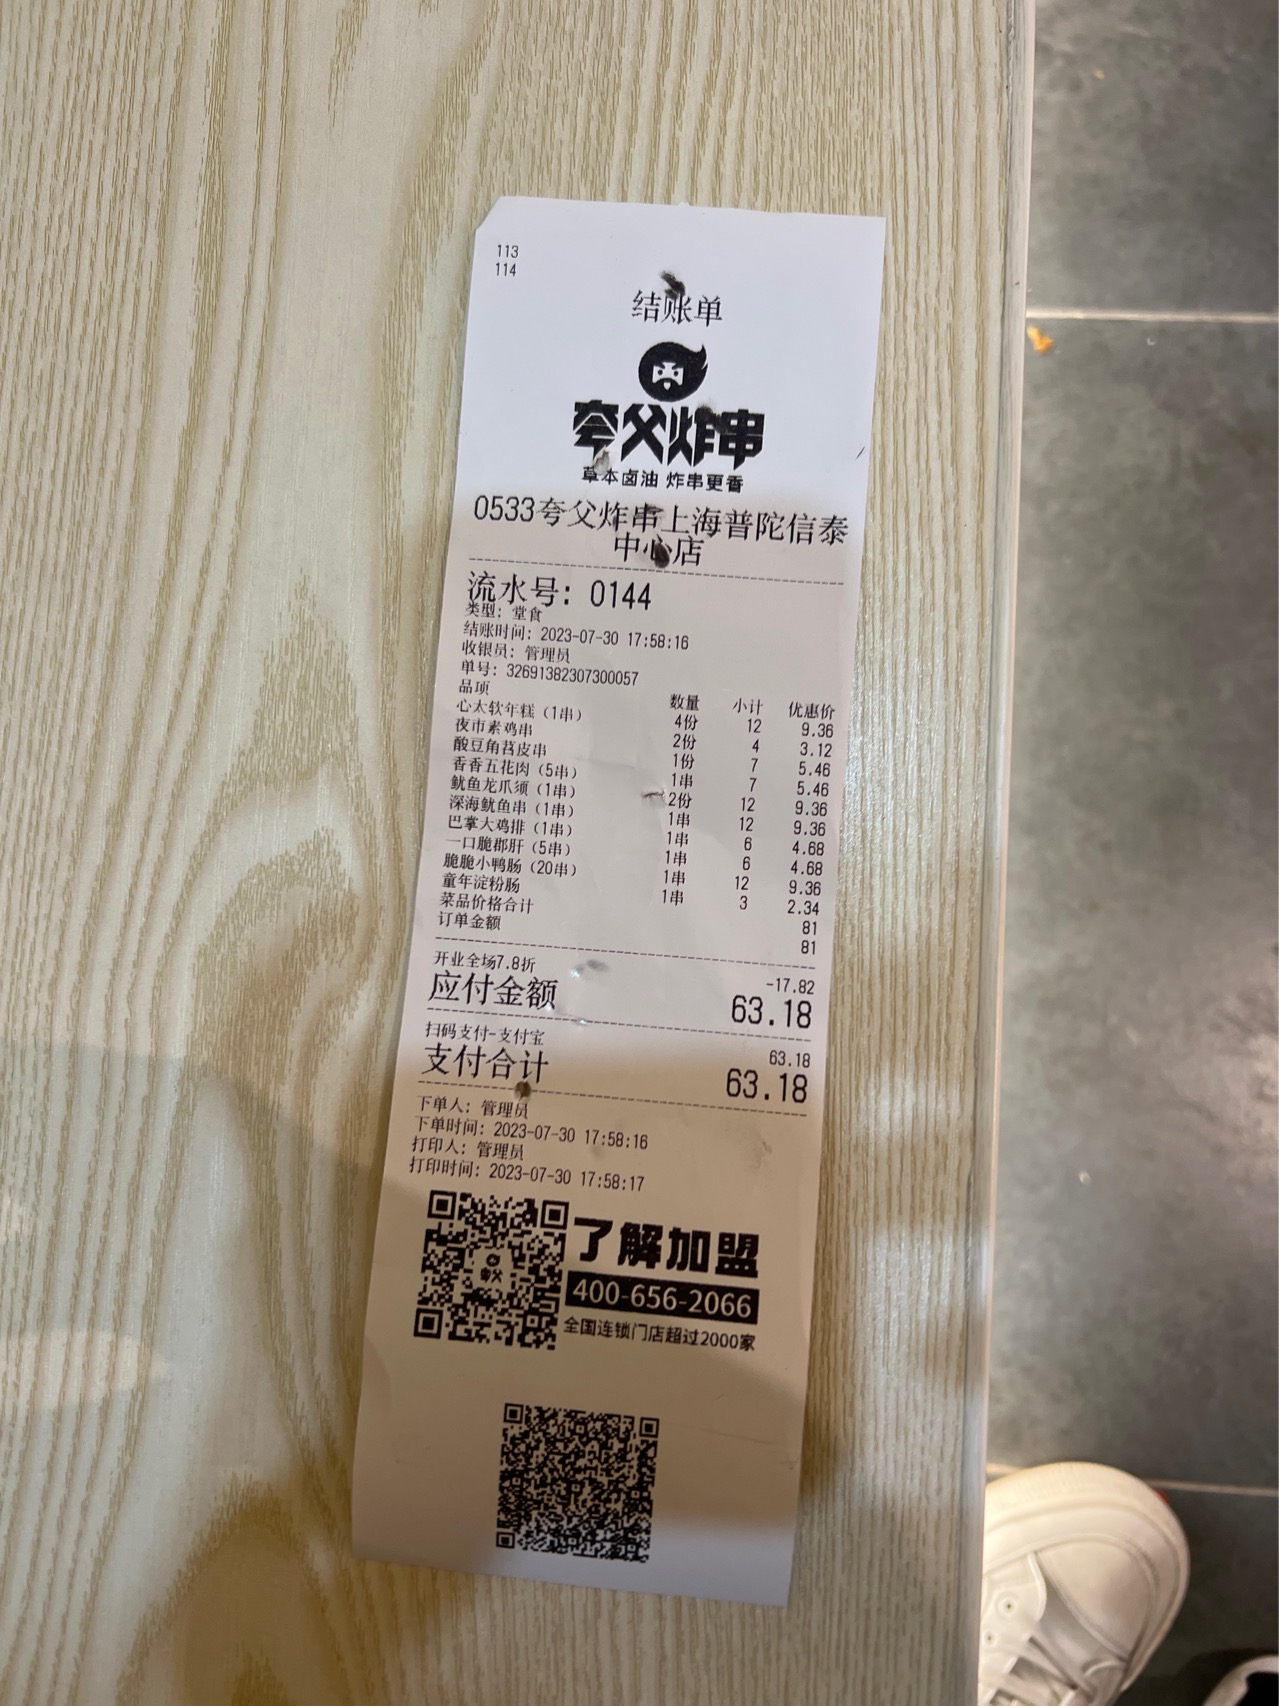 113
114
结账单
夸父炸串
草本卤油 炸串更香
0533夸父炸串上海普陀信泰
中心店
流水号: 0144
类型: 堂食
结账时间: 2023-07-30 17:58:16
收银员: 管理员
单号: 32691382307300057
品项 数量 小计 优惠价
心太软年糕(1串) 4份 12 9.36
夜市素鸡串 2份 4 3.12
酸豆角苕皮串 1份 7 5.46
香香五花肉(5串) 1串 7 5.46
鱿鱼龙爪须(1串) 2份 12 9.36
深海鱿鱼串(1串) 1串 12 9.36
巴掌大鸡排(1串) 1串 6 4.68
一口脆郡肝(5串) 1串 6 4.68
脆脆小鸭肠(20串) 1串 12 9.36
童年淀粉肠 1串 3 2.34
菜品价格合计 81
订单金额 81
开业全场7.8折 -17.82
应付金额 63.18
扫码支付-支付宝 63.18
支付合计 63.18
下单人: 管理员
下单时间: 2023-07-30 17:58:16
打印人: 管理员
打印时间: 2023-07-30 17:58:17
夸父
了解加盟
400-656-2066
全国连锁门店超过2000家